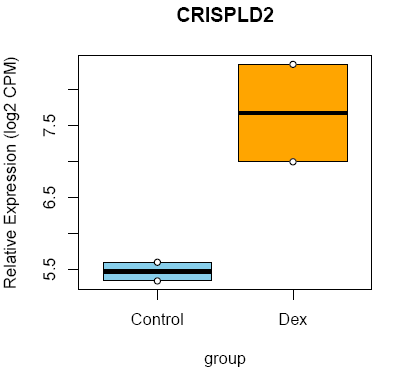 CRISPLD2
Relative Expression (log2 CPM)
7.5
6.5
5.5
Control Dex
group